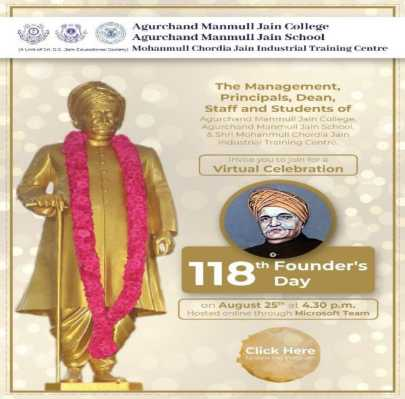 Agurchand Manmull Jain College
Agurchand Manmull Jain School
(A Unit of Sri. S.S. Jain Educational Society)
Mohanmull Chordia Jain Industrial Training Centre
The Management,
Principals, Dean,
Staff and Students of
Agurchand Manmull Jain College,
Agurchand Manmull Jain School
& Shri Mohanmull Chordia Jain
Industrial Training Centre,
Invite you to join for a
Virtual Celebration
118th Founder's
Day
on August 25th at 4.30 p.m.
Hosted online through Microsoft Team
Click Here